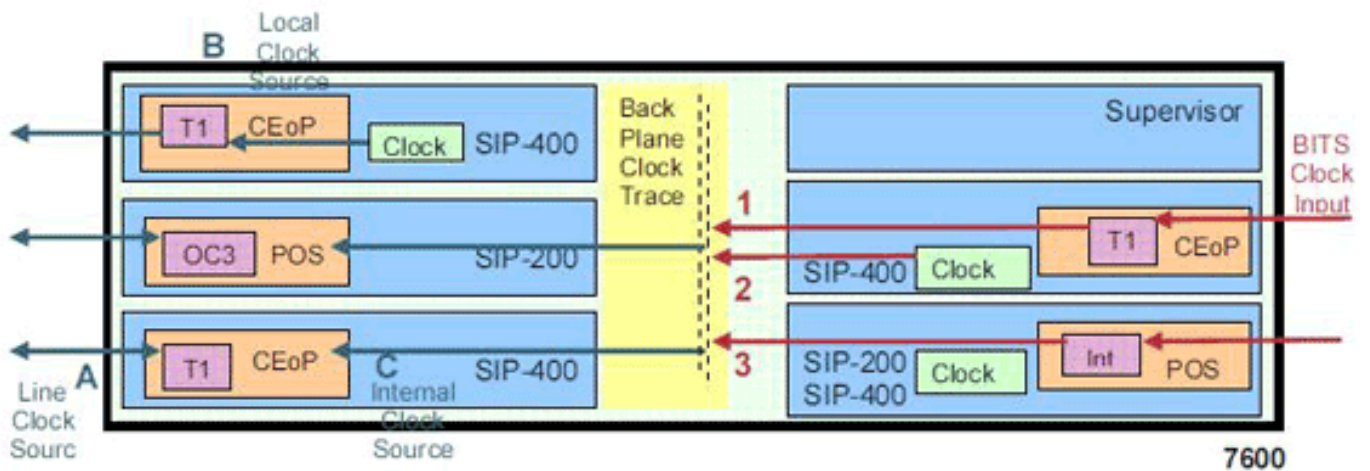 B
Local
Clock
Source
T1
CEoP
Clock
SIP-400
OC3
POS
SIP-200
T1
CEoP
SIP-400
A
Line
Clock
Sourc
C
Internal
Clock
Source
Back
Plane
Clock
Trace
1
2
3
Supervisor
T1
CEoP
SIP-400
Clock
Int
POS
SIP-200
SIP-400
Clock
BITS
Clock
Input
7600